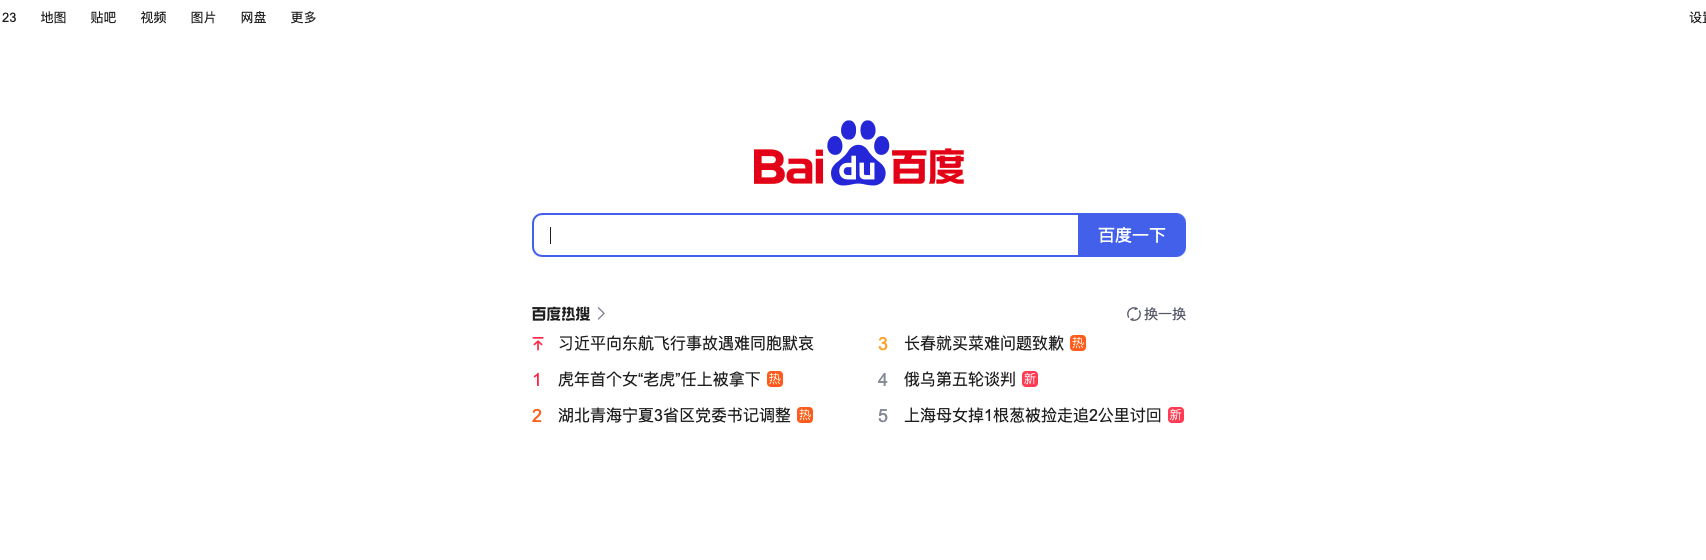 23 地图 贴吧 视频 图片 网盘 更多 设置
Baidu百度
百度一下
百度热搜 换一换
习近平向东航飞行事故遇难同胞默哀
1 虎年首个女“老虎”任上被拿下 热
2 湖北青海宁夏3省区党委书记调整 热
3 长春就买菜难问题致歉 热
4 俄乌第五轮谈判 新
5 上海母女掉1根葱被捡走追2公里讨回 新